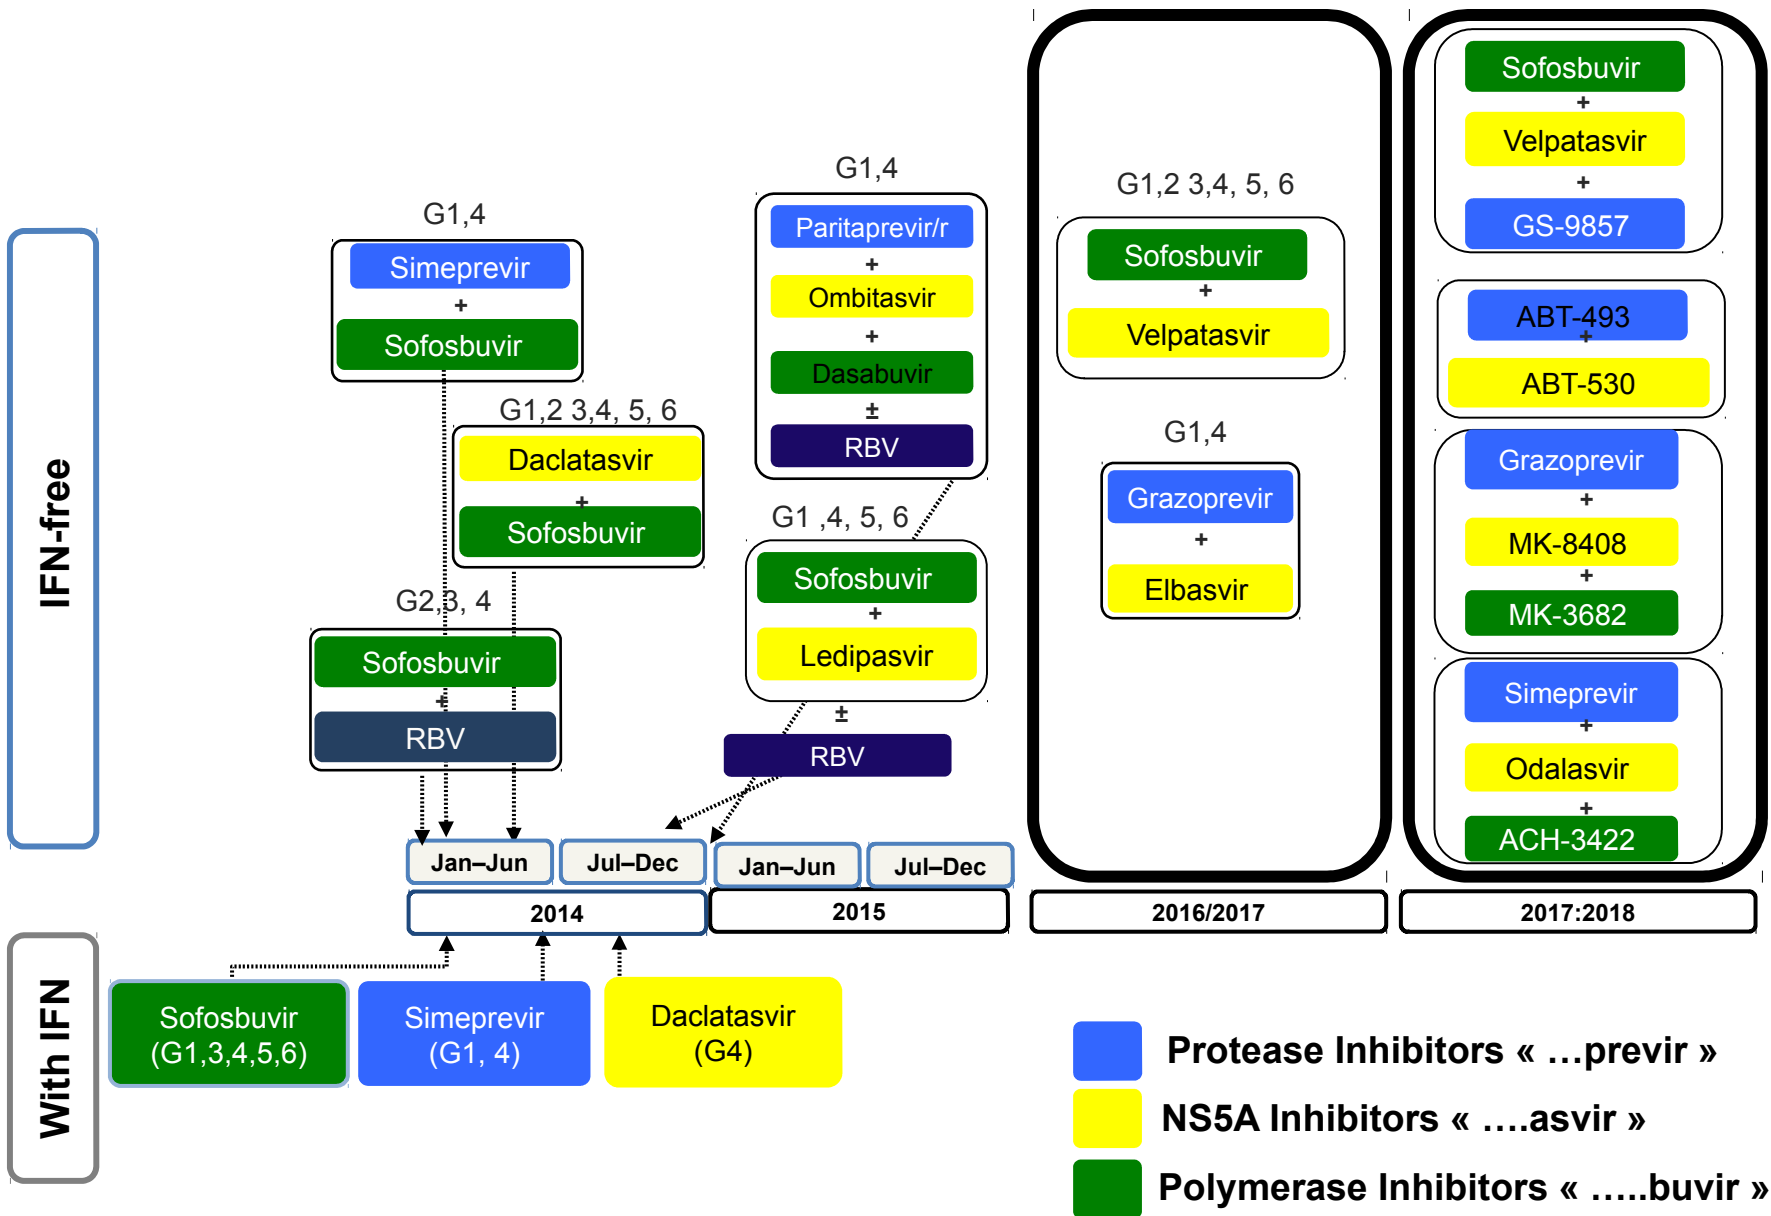 IFN-free
G1,4
Simeprevir
+
Sofosbuvir
G1,2 3,4, 5, 6
Daclatasvir
+
Sofosbuvir
G2,3, 4
Sofosbuvir
+
RBV
G1,4
Paritaprevir/r
+
Ombitasvir
+
Dasabuvir
±
RBV
G1 ,4, 5, 6
Sofosbuvir
+
Ledipasvir
±
RBV
G1,2 3,4, 5, 6
Sofosbuvir
+
Velpatasvir
G1,4
Grazoprevir
+
Elbasvir
Sofosbuvir
+
Velpatasvir
+
GS-9857
ABT-493
+
ABT-530
Grazoprevir
+
MK-8408
+
MK-3682
Simeprevir
+
Odalasvir
+
ACH-3422
Jan–Jun
Jul–Dec
Jan–Jun
Jul–Dec
2014
2015
2016/2017
2017:2018
With IFN
Sofosbuvir
(G1,3,4,5,6)
Simeprevir
(G1, 4)
Daclatasvir
(G4)
Protease Inhibitors « …previr »
NS5A Inhibitors « ….asvir »
Polymerase Inhibitors « …..buvir »